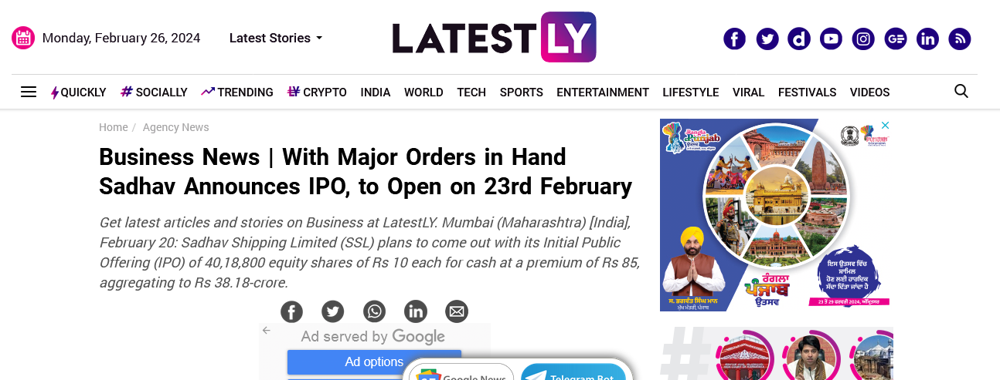 Monday, February 26, 2024
Latest Stories
LATESTLY
QUICKLY
SOCIALLY
TRENDING
CRYPTO
INDIA
WORLD
TECH
SPORTS
ENTERTAINMENT
LIFESTYLE
VIRAL
FESTIVALS
VIDEOS
Home / Agency News
Business News | With Major Orders in Hand
Sadhav Announces IPO, to Open on 23rd February
Get latest articles and stories on Business at LatestLY. Mumbai (Maharashtra) [India],
February 20: Sadhav Shipping Limited (SSL) plans to come out with its Initial Public
Offering (IPO) of 40,18,800 equity shares of Rs 10 each for cash at a premium of Rs 85,
aggregating to Rs 38.18-crore.
Ad served by Google
Ad options
Google News
Telegram Bot
ਸ. ਭਗਵੰਤ ਸਿੰਘ ਮਾਨ
ਮੁੱਖ ਮੰਤਰੀ, ਪੰਜਾਬ
ਰੰਗਲਾ
ਪੰਜਾਬ
ਉਤਸਵ
ਇਸ ਉਤਸਵ ਵਿੱਚ
ਸ਼ਾਮਿਲ
ਹੋਣ ਲਈ ਹਾਰਦਿਕ
ਸੱਦਾ ਦਿੱਤਾ ਜਾਂਦਾ ਹੈ
23 ਤੋਂ 29 ਫਰਵਰੀ 2024, ਅੰਮ੍ਰਿਤਸਰ